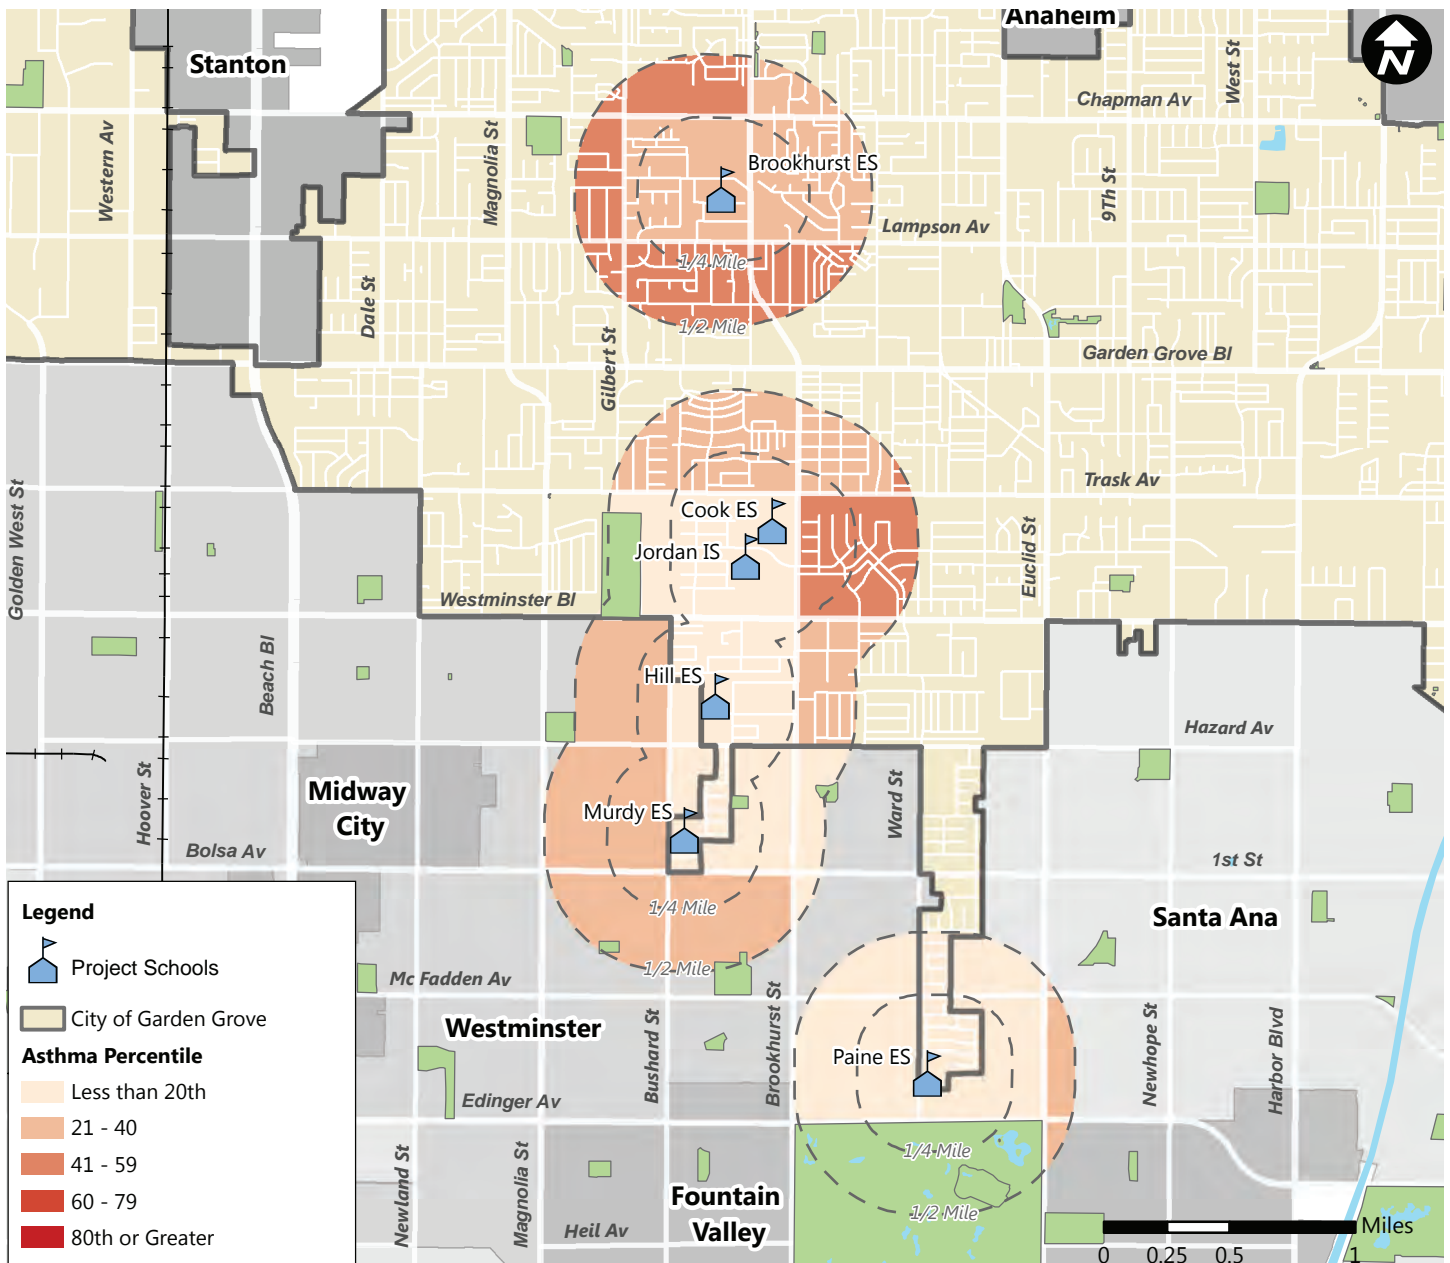 Anaheim
Stanton
West St
Chapman Av
Western Av
Magnolia St
Brookhurst ES
9Th St
Lampson Av
1/4 Mile
Dale St
1/2 Mile
Gilbert St
Garden Grove Bl
Trask Av
Golden West St
Cook ES
Jordan IS
Euclid St
Westminster Bl
Beach Bl
Hill ES
Hazard Av
Hoover St
Midway
City
Murdy ES
Ward St
Bolsa Av
1st St
1/4 Mile
Santa Ana
1/2 Mile
Mc Fadden Av
Westminster
Bushard St
Brookhurst St
Paine ES
Newhope St
Harbor Blvd
Edinger Av
1/4 Mile
Newland St
Magnolia St
Fountain
Valley
1/2 Mile
Heil Av
Legend
Project Schools
City of Garden Grove
Asthma Percentile
Less than 20th
21 - 40
41 - 59
60 - 79
80th or Greater
N
Miles
0 0.25 0.5 1